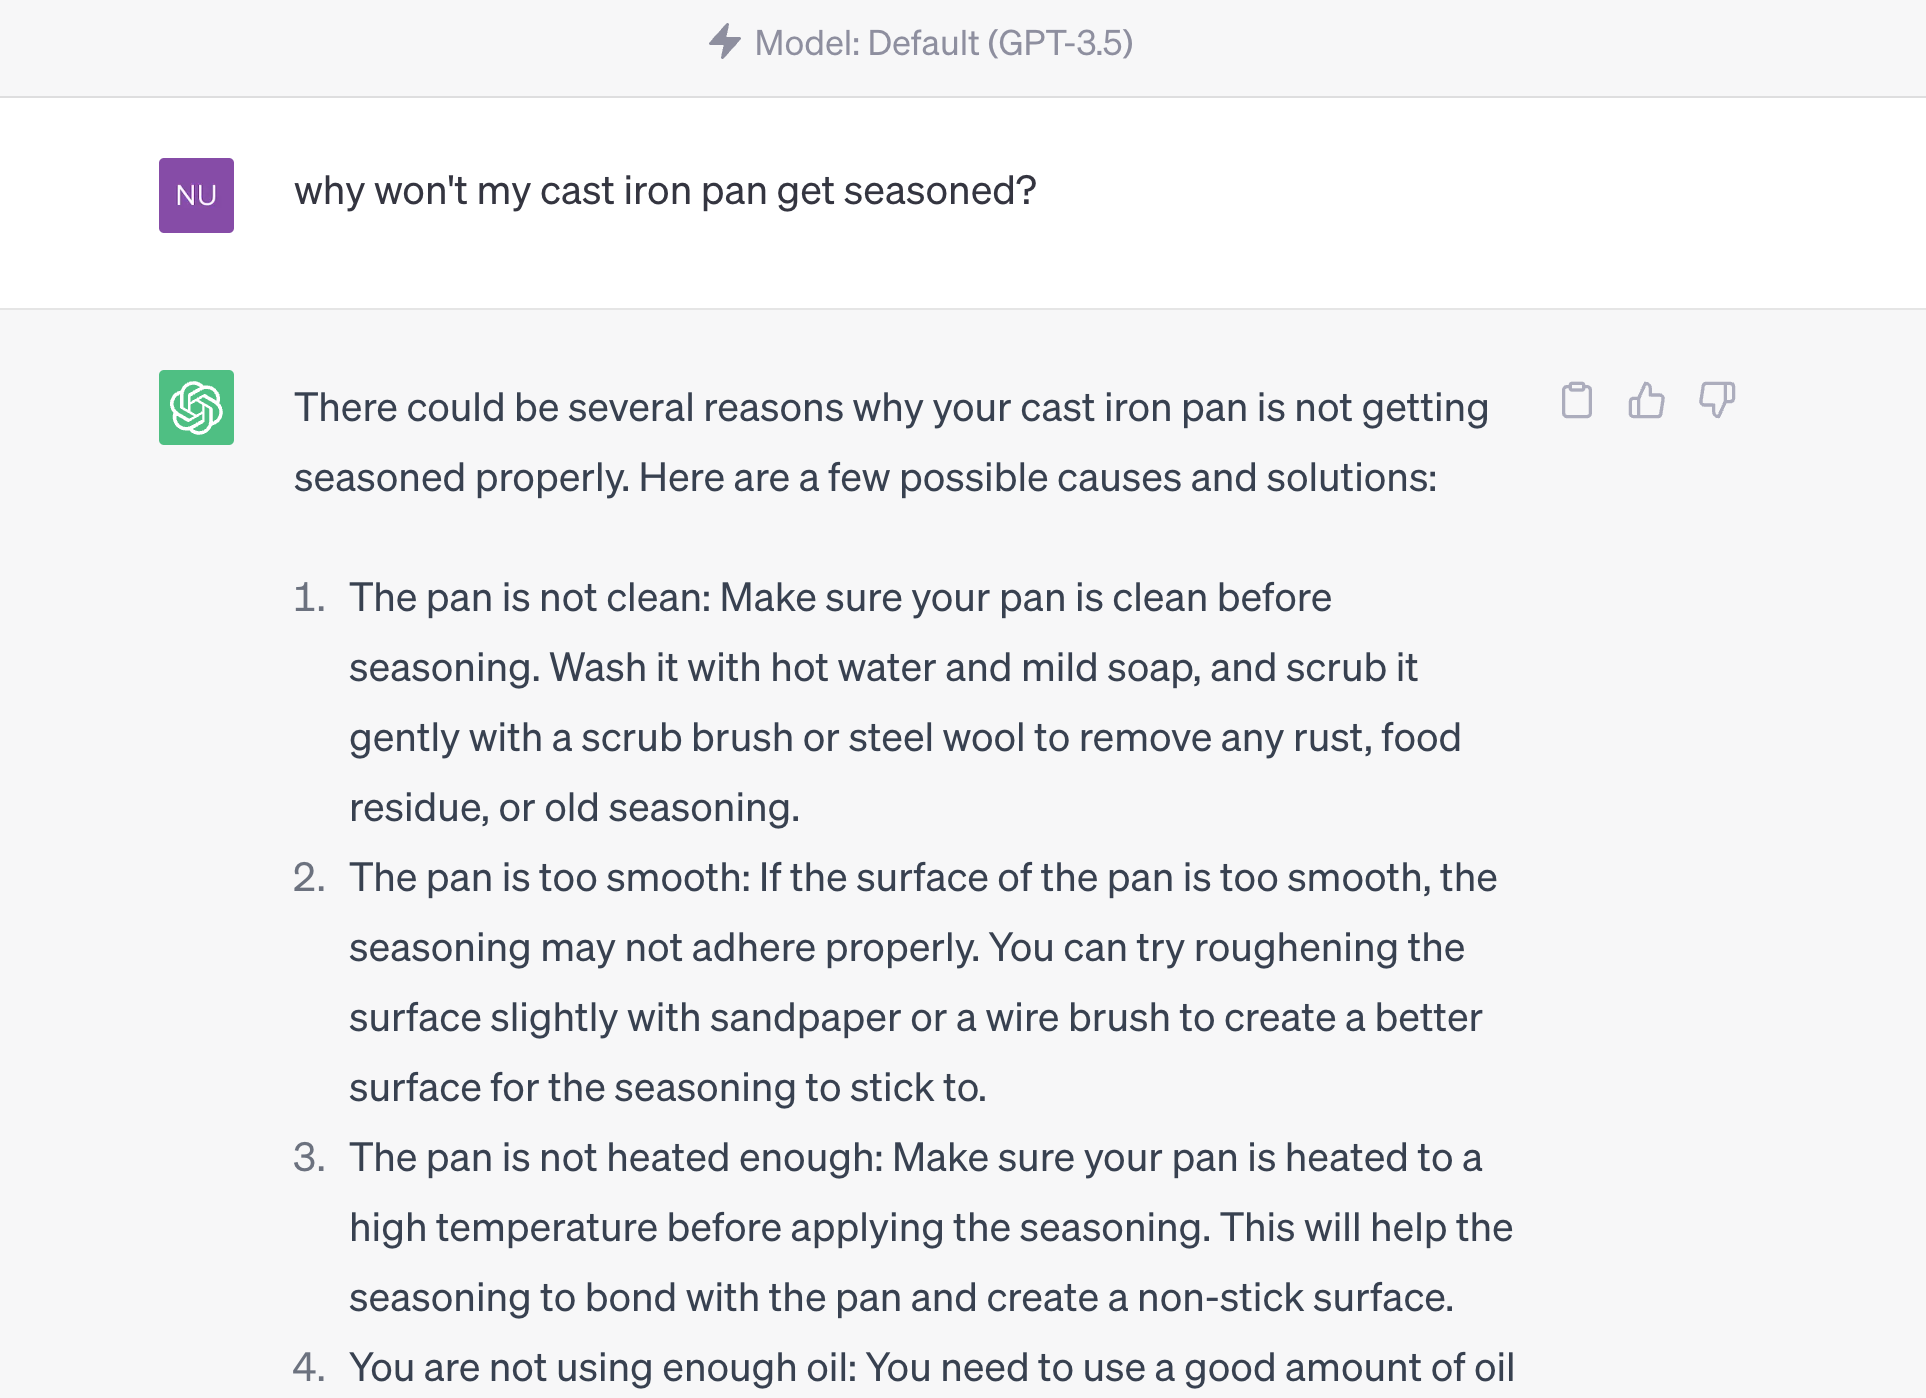 Model: Default (GPT-3.5)
NU
why won't my cast iron pan get seasoned?
There could be several reasons why your cast iron pan is not getting
seasoned properly. Here are a few possible causes and solutions:
1. The pan is not clean: Make sure your pan is clean before
seasoning. Wash it with hot water and mild soap, and scrub it
gently with a scrub brush or steel wool to remove any rust, food
residue, or old seasoning.
2. The pan is too smooth: If the surface of the pan is too smooth, the
seasoning may not adhere properly. You can try roughening the
surface slightly with sandpaper or a wire brush to create a better
surface for the seasoning to stick to.
3. The pan is not heated enough: Make sure your pan is heated to a
high temperature before applying the seasoning. This will help the
seasoning to bond with the pan and create a non-stick surface.
4. You are not using enough oil: You need to use a good amount of oil